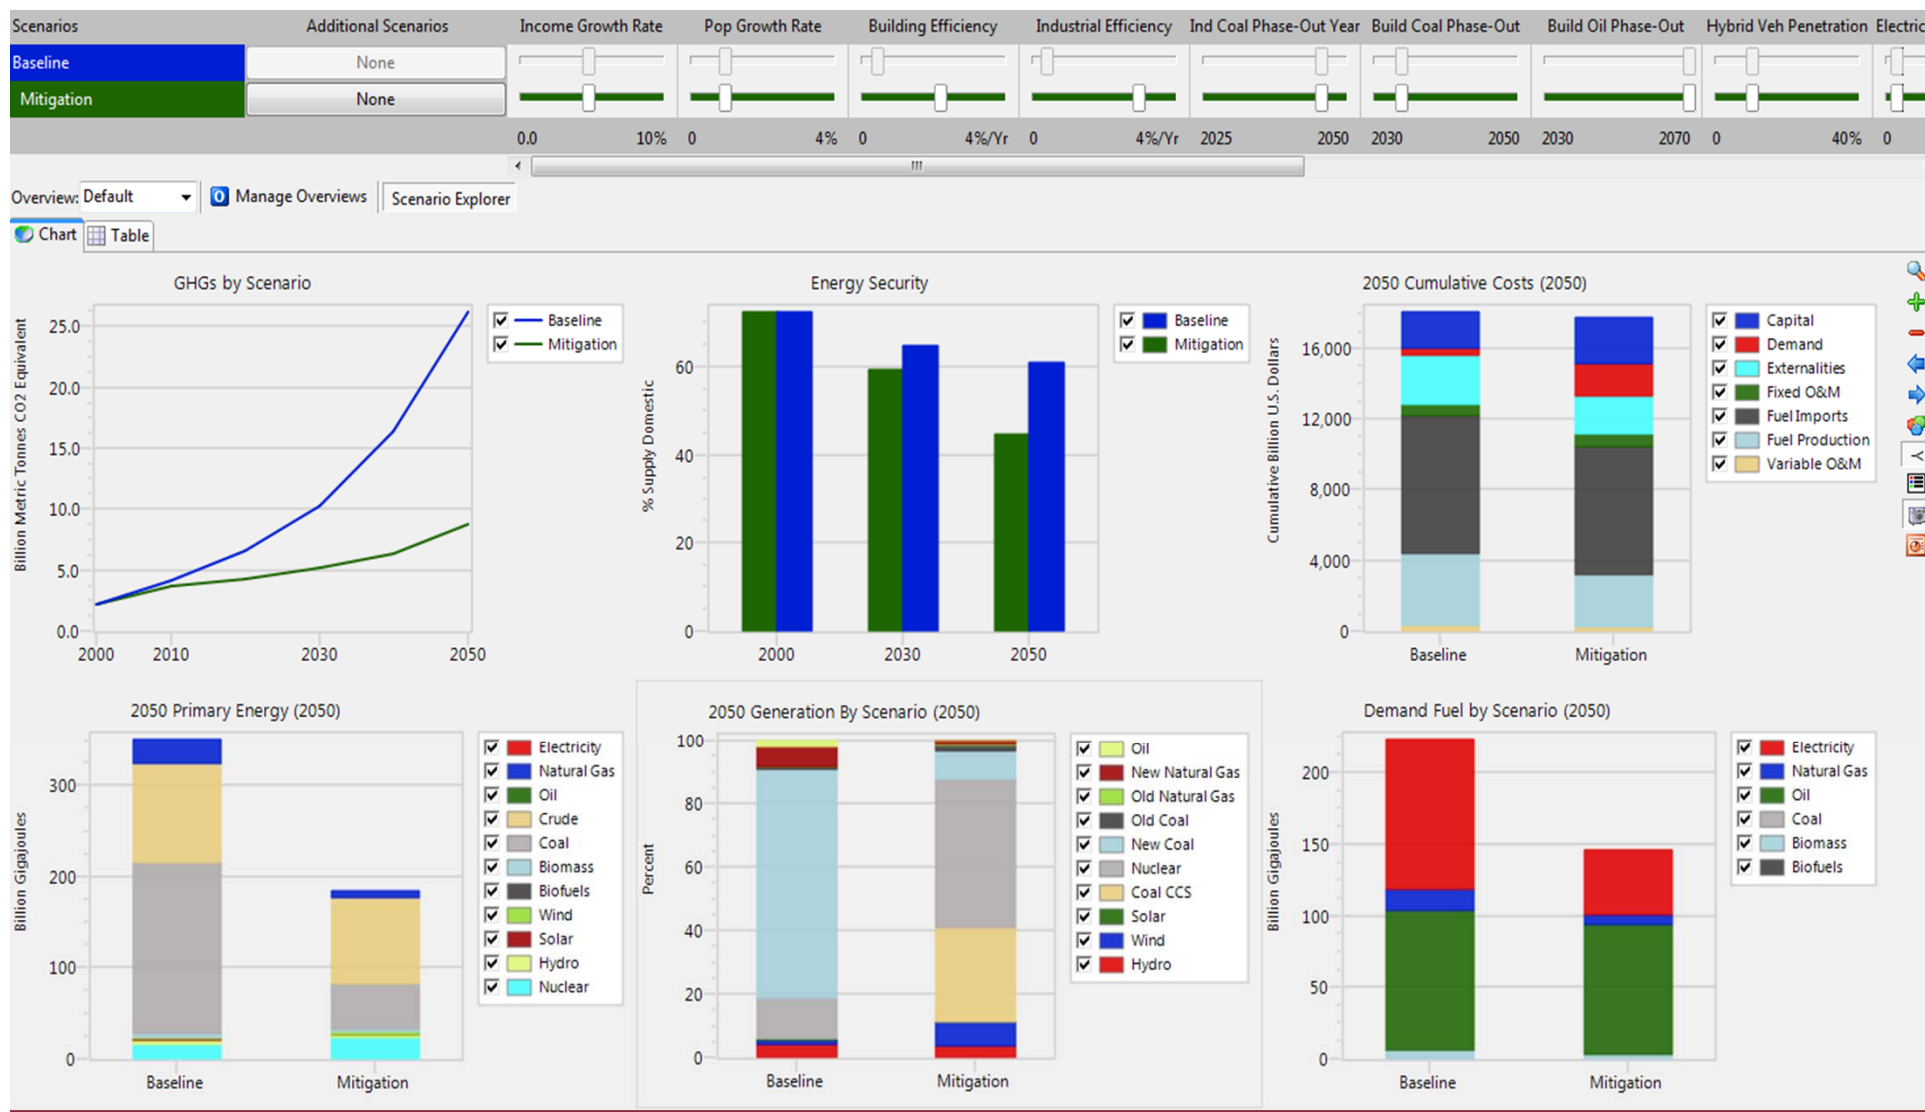 Scenarios Additional Scenarios Income Growth Rate Pop Growth Rate Building Efficiency Industrial Efficiency Ind Coal Phase-Out Year Build Coal Phase-Out Build Oil Phase-Out Hybrid Veh Penetration Electric
Baseline None
Mitigation None
0.0 10% 0 4% 0 4%/Yr 0 4%/Yr 2025 2050 2030 2050 2030 2070 0 40% 0
Overview: Default Manage Overviews Scenario Explorer
Chart Table
GHGs by Scenario
Billion Metric Tonnes CO2 Equivalent
25.0
20.0
15.0
10.0
5.0
0.0
2000 2010 2030 2050
Baseline
Mitigation
Energy Security
% Supply Domestic
60
40
20
0
2000 2030 2050
Baseline
Mitigation
2050 Cumulative Costs (2050)
Cumulative Billion U.S. Dollars
16,000
12,000
8,000
4,000
0
Baseline Mitigation
Capital
Demand
Externalities
Fixed O&M
Fuel Imports
Fuel Production
Variable O&M
2050 Primary Energy (2050)
Billion Gigajoules
300
200
100
0
Baseline Mitigation
Electricity
Natural Gas
Oil
Crude
Coal
Biomass
Biofuels
Wind
Solar
Hydro
Nuclear
2050 Generation By Scenario (2050)
Percent
100
80
60
40
20
0
Baseline Mitigation
Oil
New Natural Gas
Old Natural Gas
Old Coal
New Coal
Nuclear
Coal CCS
Solar
Wind
Hydro
Demand Fuel by Scenario (2050)
Billion Gigajoules
200
150
100
50
0
Baseline Mitigation
Electricity
Natural Gas
Oil
Coal
Biomass
Biofuels